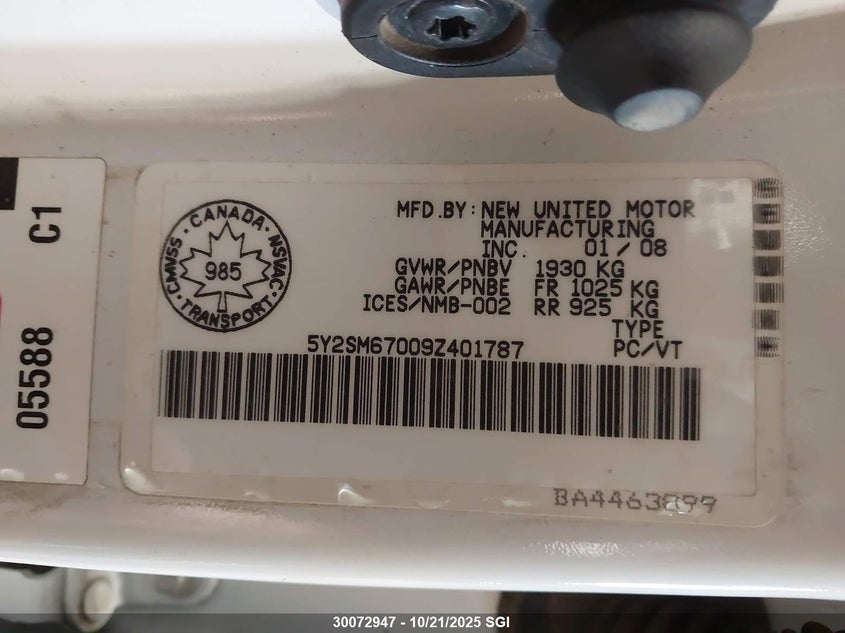 C1
05588
CANADA
CMVSS NSVAC
985
TRANSPORT
MFD.BY: NEW UNITED MOTOR
MANUFACTURING
INC. 01/08
GVWR/PNBV 1930 KG
GAWR/PNBE FR 1025 KG
ICES/NMB-002 RR 925 KG
TYPE
5Y2SM67009Z401787 PC/VT
BA4463899
30072947 - 10/21/2025 SGI